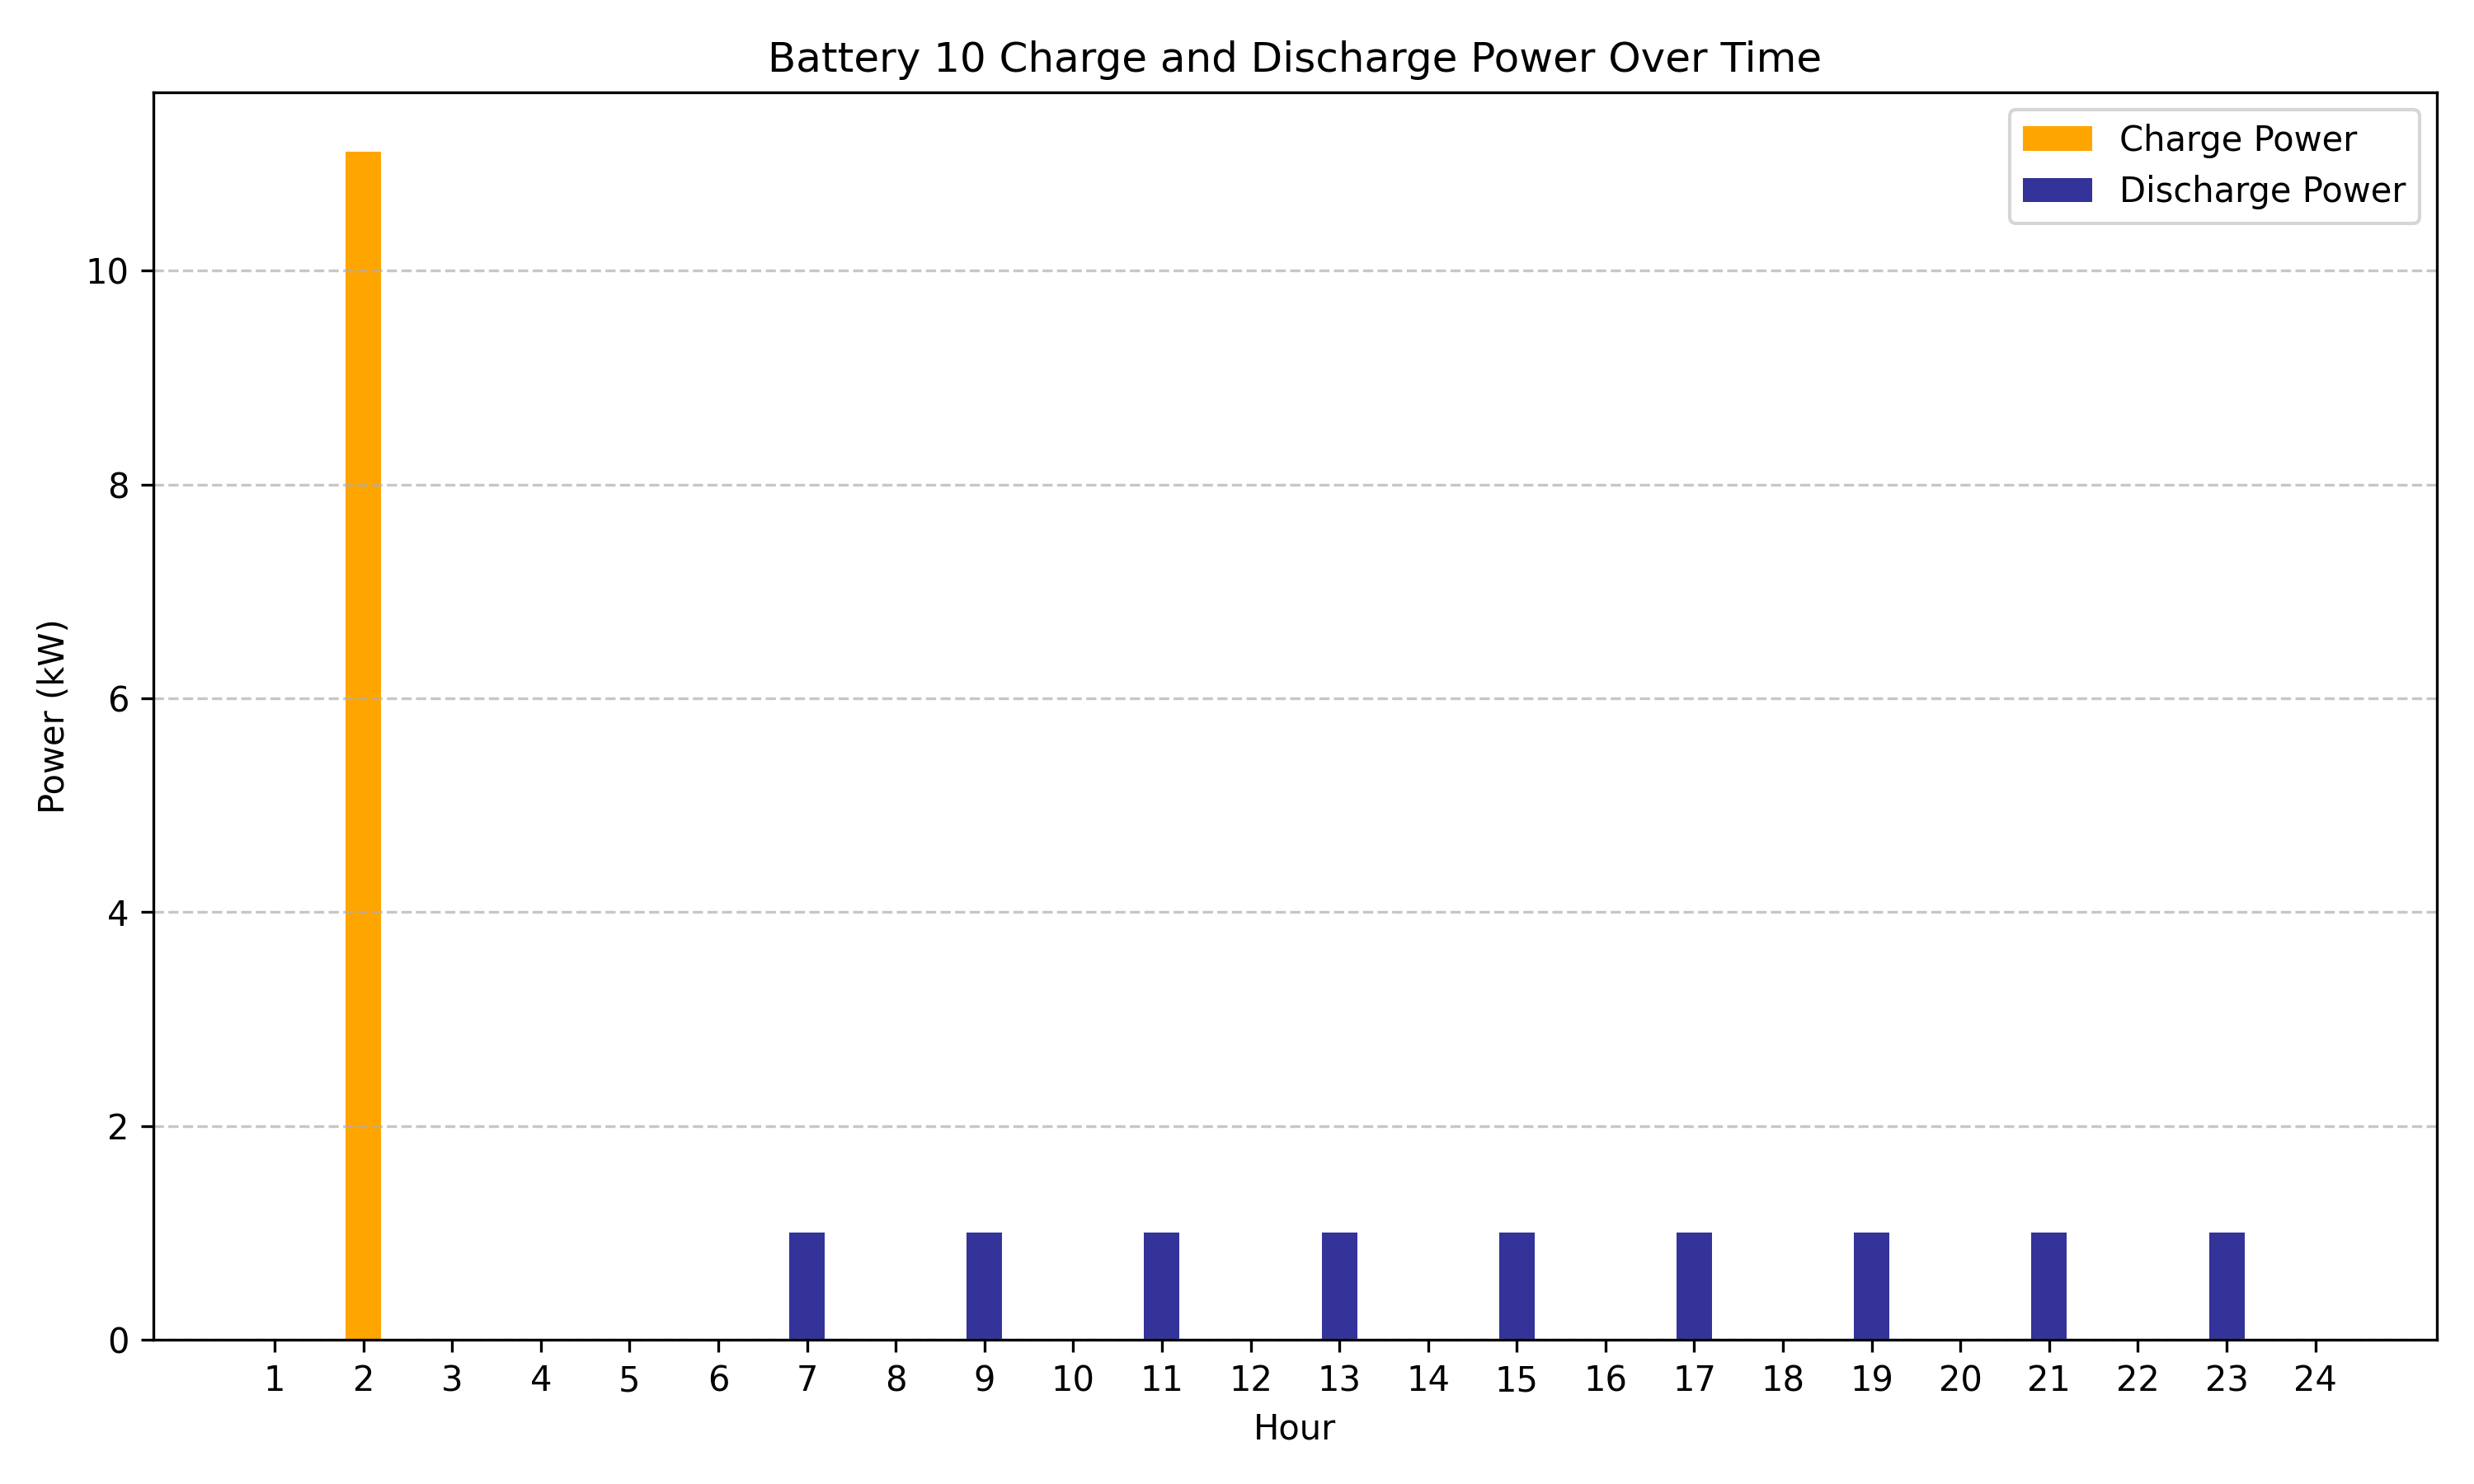 Battery 10 Charge and Discharge Power Over Time
Charge Power
Discharge Power
Power (kW)
10
8
6
4
2
0
1 2 3 4 5 6 7 8 9 10 11 12 13 14 15 16 17 18 19 20 21 22 23 24
Hour